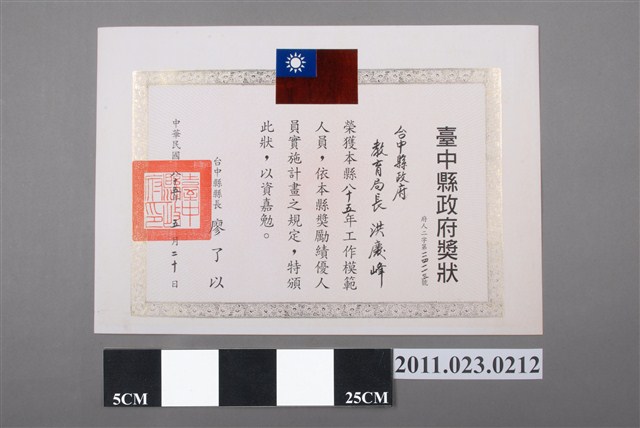 臺中縣政府獎狀
府人二字第一四二一二五號
台中縣政府
教育局長 洪慶峰
榮獲本縣八十五年工作模範
人員，依本縣獎勵績優人
員實施計畫之規定，特頒
此狀，以資嘉勉。
台中縣縣長 廖了以
中華民國八十五年五月二十日
5CM
25CM
2011.023.0212